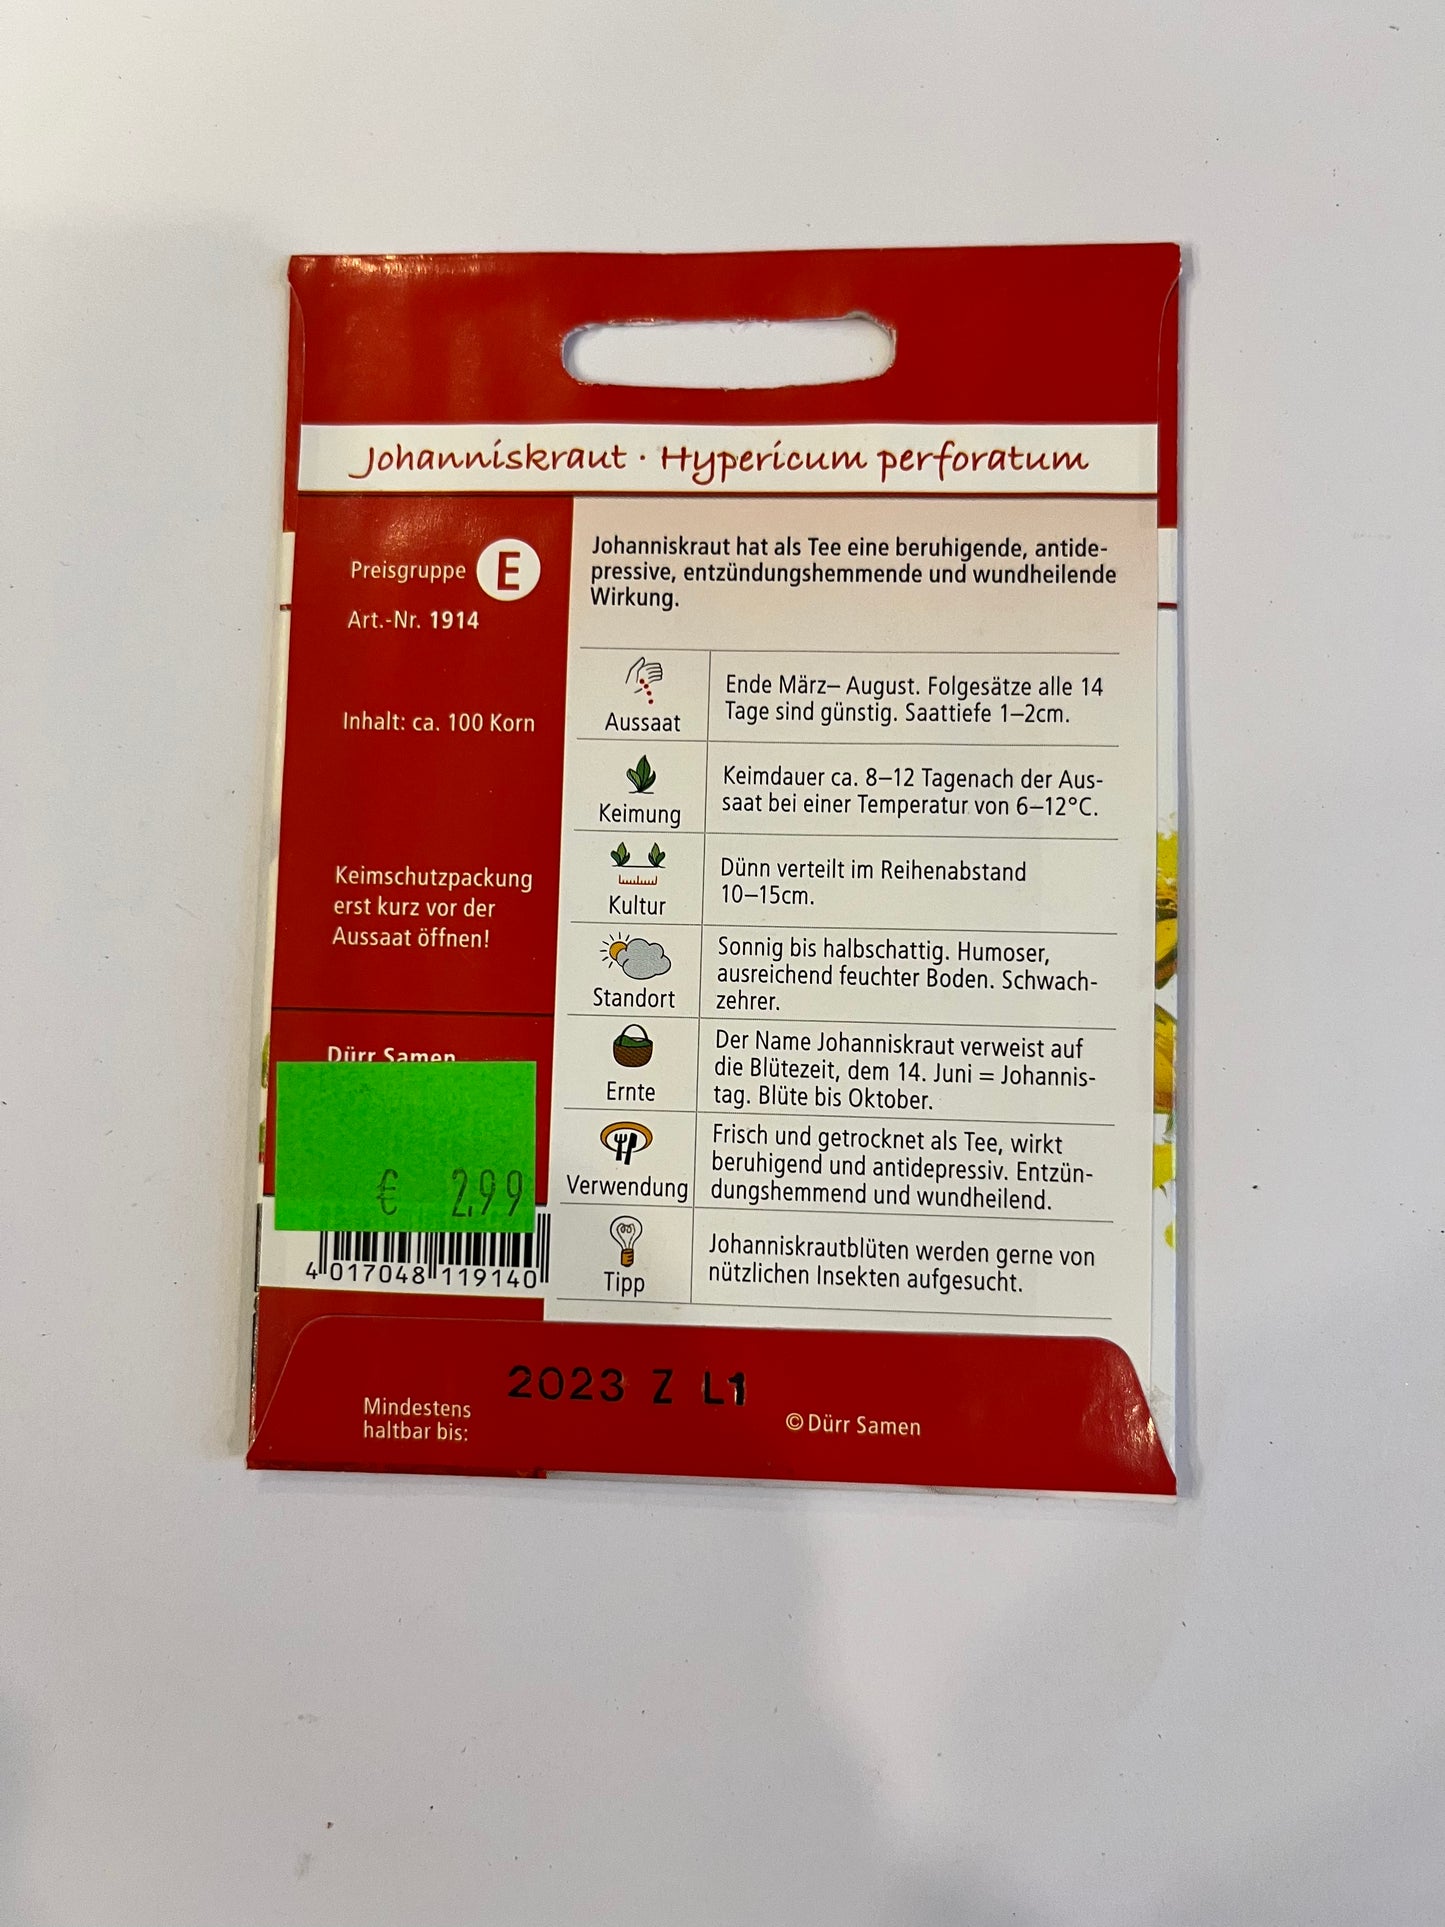 Johanniskraut · Hypericum perforatum
Preisgruppe E
Art.-Nr. 1914
Inhalt: ca. 100 Korn
Keimschutzpackung
erst kurz vor der
Aussaat öffnen!
Dürr Samen
€ 2,99
4 017048 119140
Johanniskraut hat als Tee eine beruhigende, antide-
pressive, entzündungshemmende und wundheilende
Wirkung.
Aussaat
Ende März– August. Folgesätze alle 14
Tage sind günstig. Saattiefe 1–2cm.
Keimung
Keimdauer ca. 8–12 Tagenach der Aus-
saat bei einer Temperatur von 6–12°C.
Kultur
Dünn verteilt im Reihenabstand
10–15cm.
Standort
Sonnig bis halbschattig. Humoser,
ausreichend feuchter Boden. Schwach-
zehrer.
Ernte
Der Name Johanniskraut verweist auf
die Blütezeit, dem 14. Juni = Johannis-
tag. Blüte bis Oktober.
Verwendung
Frisch und getrocknet als Tee, wirkt
beruhigend und antidepressiv. Entzün-
dungshemmend und wundheilend.
Tipp
Johanniskrautblüten werden gerne von
nützlichen Insekten aufgesucht.
2023 Z L1
Mindestens
haltbar bis:
© Dürr Samen